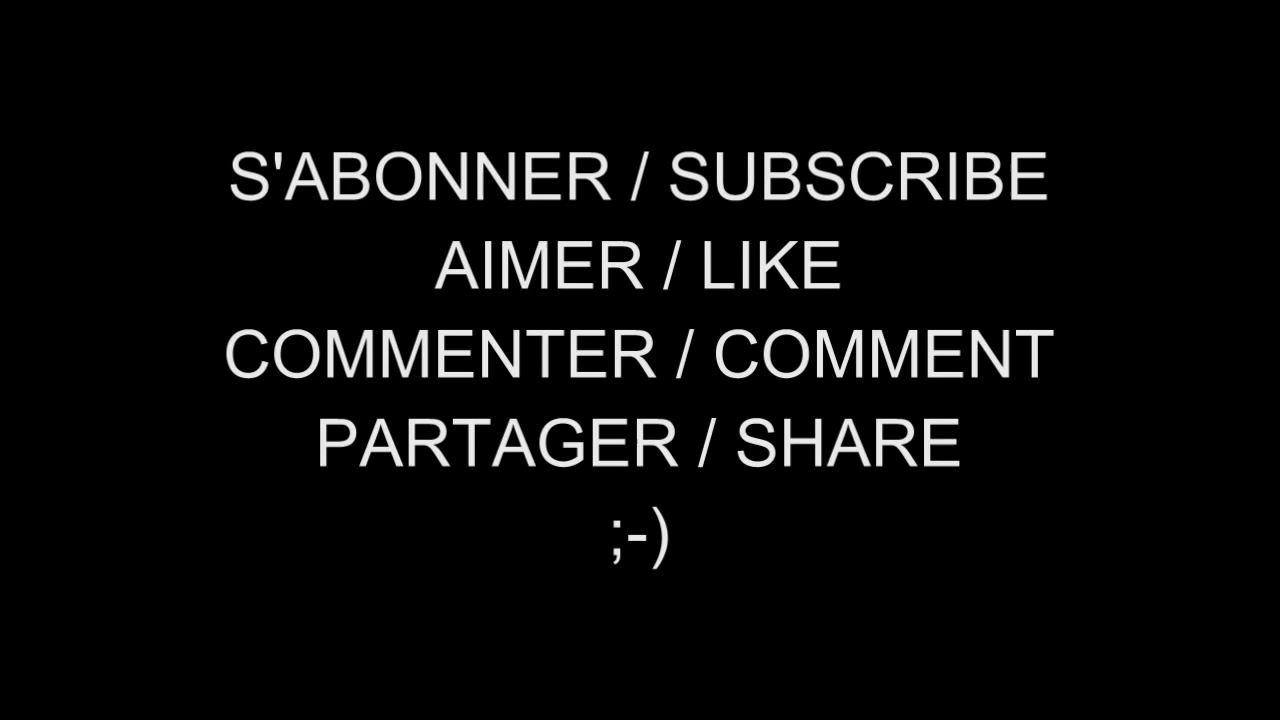 S'ABONNER / SUBSCRIBE
AIMER / LIKE
COMMENTER / COMMENT
PARTAGER / SHARE
;-)